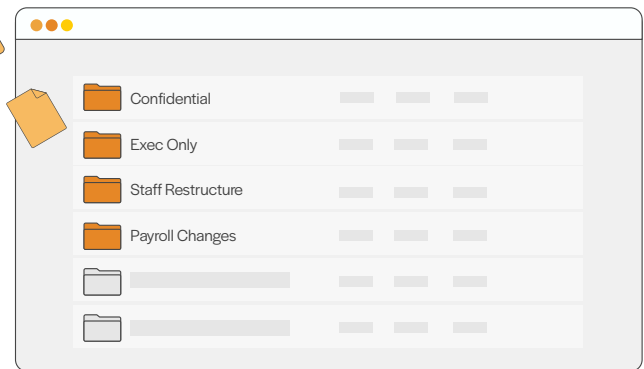 Confidential
Exec Only
Staff Restructure
Payroll Changes